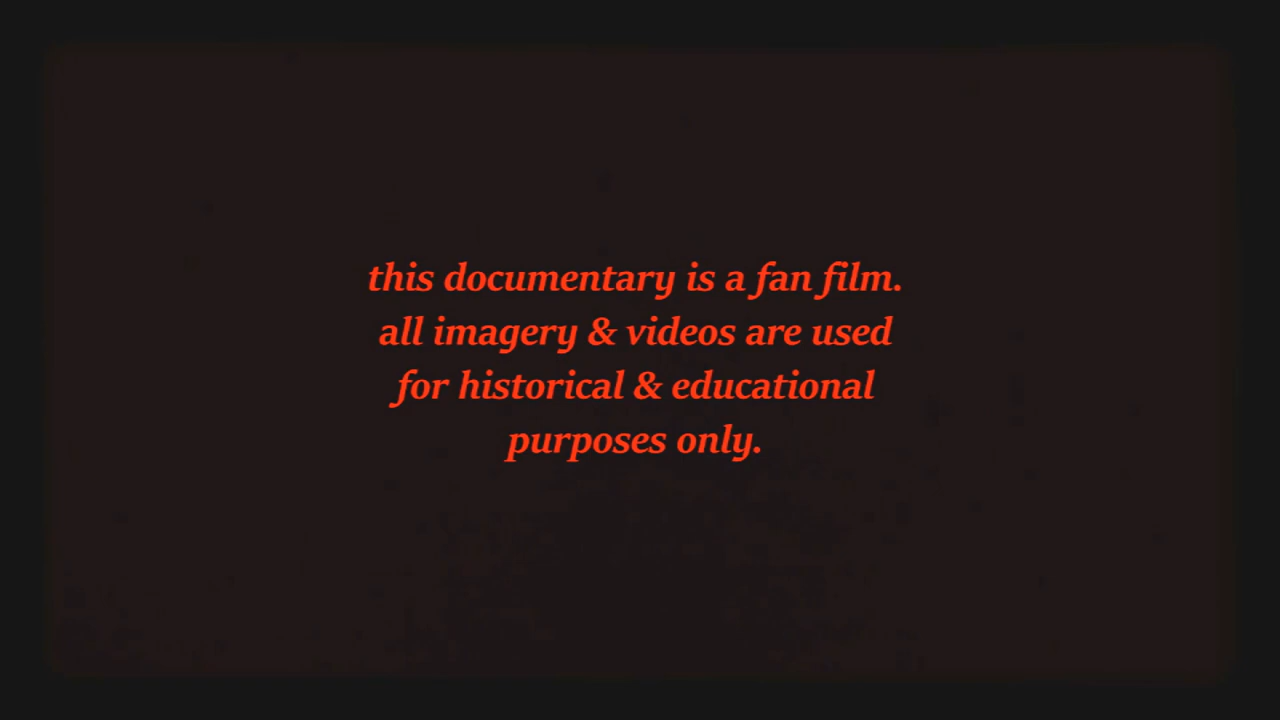 this documentary is a fan film.
all imagery & videos are used
for historical & educational
purposes only.